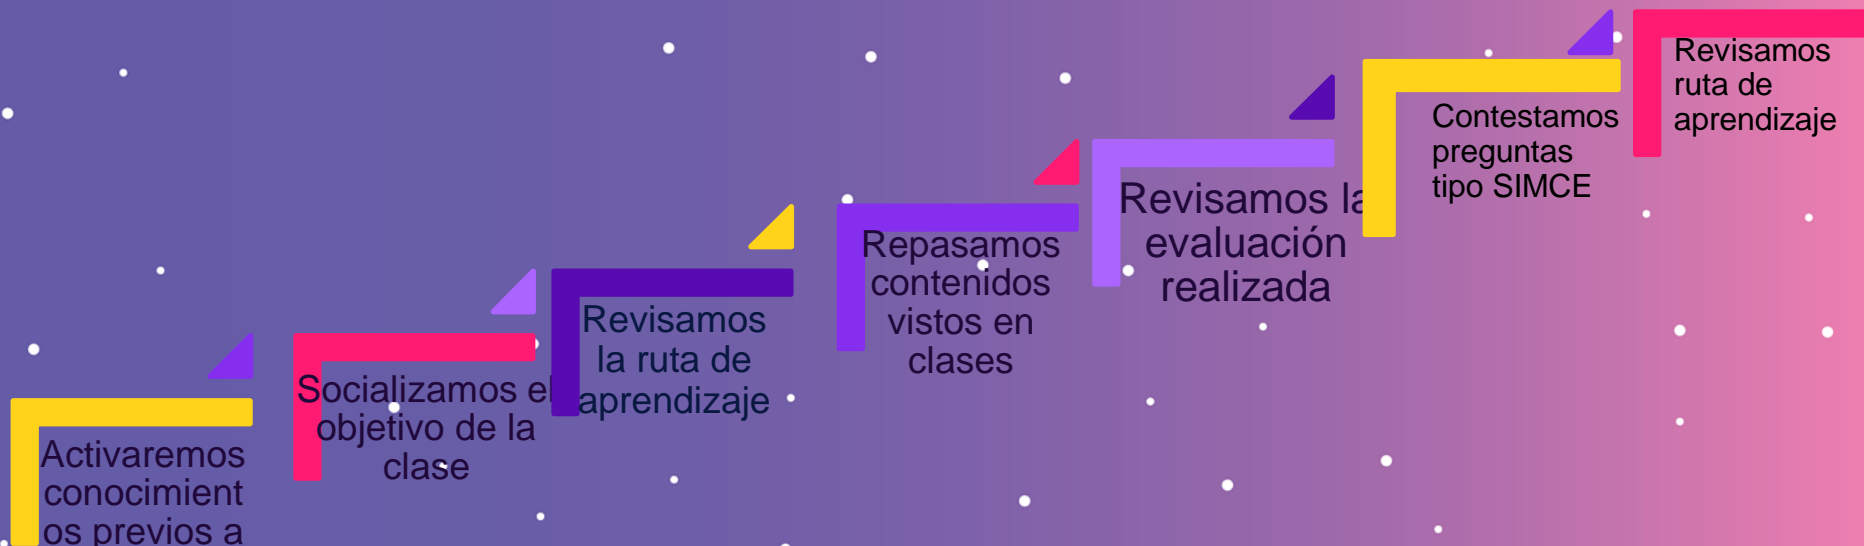 Activaremos
conocimient
os previos a
Socializamos el
objetivo de la
clase
Revisamos
la ruta de
aprendizaje
Repasamos
contenidos
vistos en
clases
Revisamos la
evaluación
realizada
Contestamos
preguntas
tipo SIMCE
Revisamos
ruta de
aprendizaje